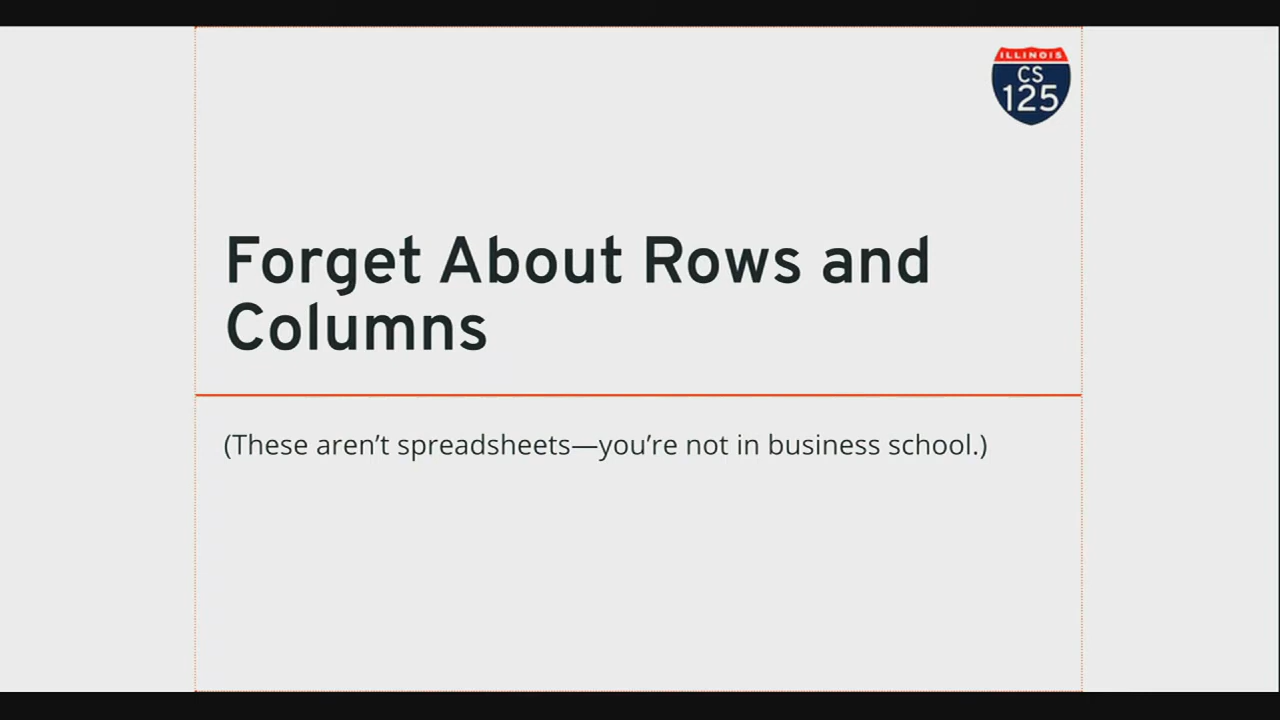 ILLINOIS
CS
125
Forget About Rows and
Columns
(These aren’t spreadsheets—you’re not in business school.)